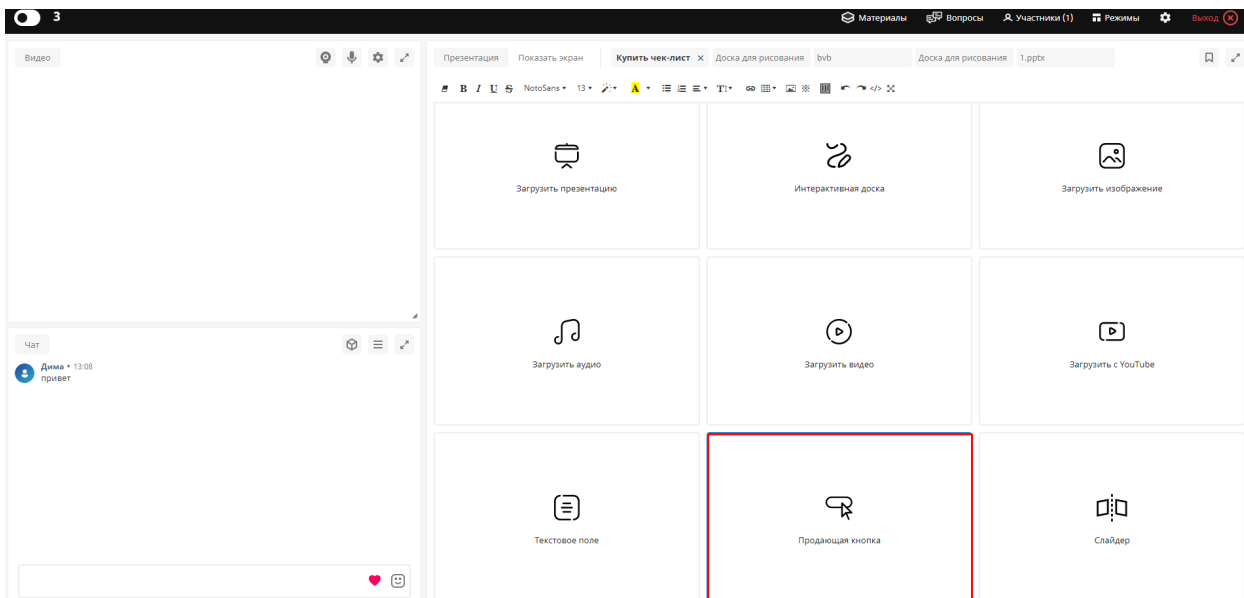 3 Материалы Вопросы Участники (1) Режимы Выход
Видео
Презентация Показать экран Купить чек-лист × Доска для рисования bvb Доска для рисования 1.pptx
B I U S NotoSans 13 A T
Загрузить презентацию Интерактивная доска Загрузить изображение
Загрузить аудио Загрузить видео Загрузить с YouTube
Чат
Дима • 13:08
привет
Текстовое поле Продающая кнопка Слайдер